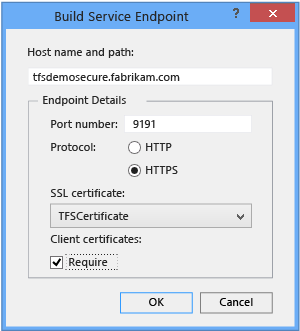 Build Service Endpoint
?
Host name and path:
tfsdemosecure.fabrikam.com
Endpoint Details
Port number: 9191
Protocol: HTTP
HTTPS
SSL certificate:
TFSCertificate
Client certificates:
Require
OK Cancel